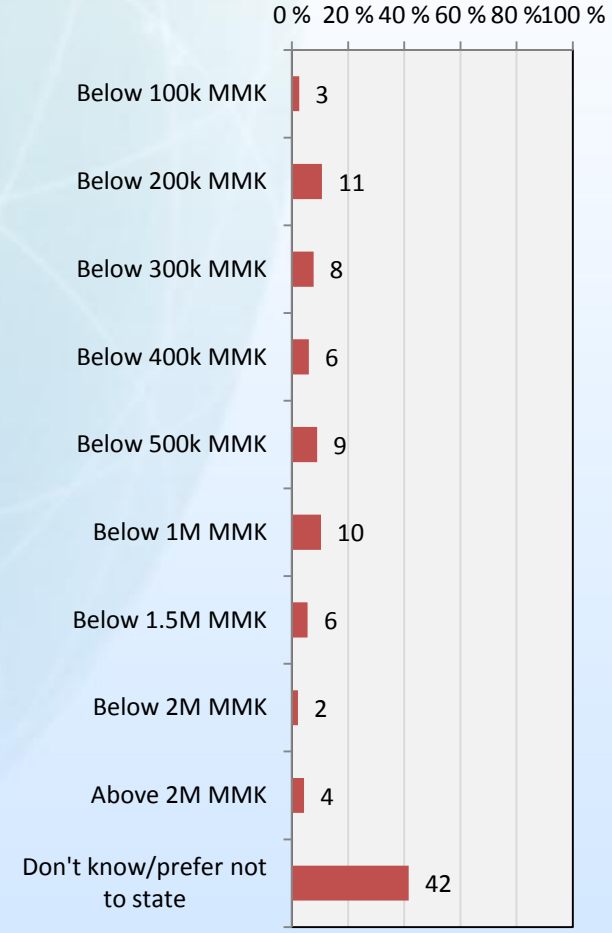 0 % 20 % 40 % 60 % 80 %100 %
Below 100k MMK 3
Below 200k MMK 11
Below 300k MMK 8
Below 400k MMK 6
Below 500k MMK 9
Below 1M MMK 10
Below 1.5M MMK 6
Below 2M MMK 2
Above 2M MMK 4
Don't know/prefer not
to state 42